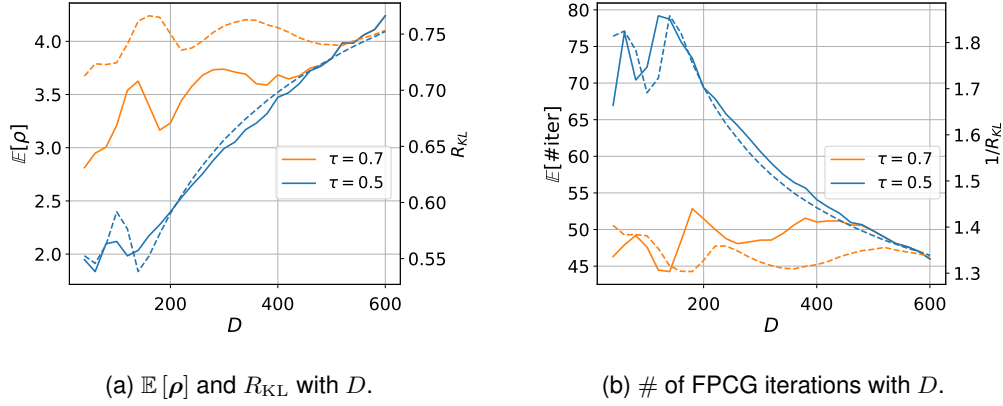 4.0
3.5
3.0
2.5
2.0
𝔼[ρ]
200
400
600
D
0.75
0.70
0.65
0.60
0.55
R_KL
τ = 0.7
τ = 0.5
(a) 𝔼 [ρ] and R_KL with D.
80
75
70
65
60
55
50
45
𝔼[#iter]
200
400
600
D
1.8
1.7
1.6
1.5
1.4
1.3
1/R_KL
τ = 0.7
τ = 0.5
(b) # of FPCG iterations with D.